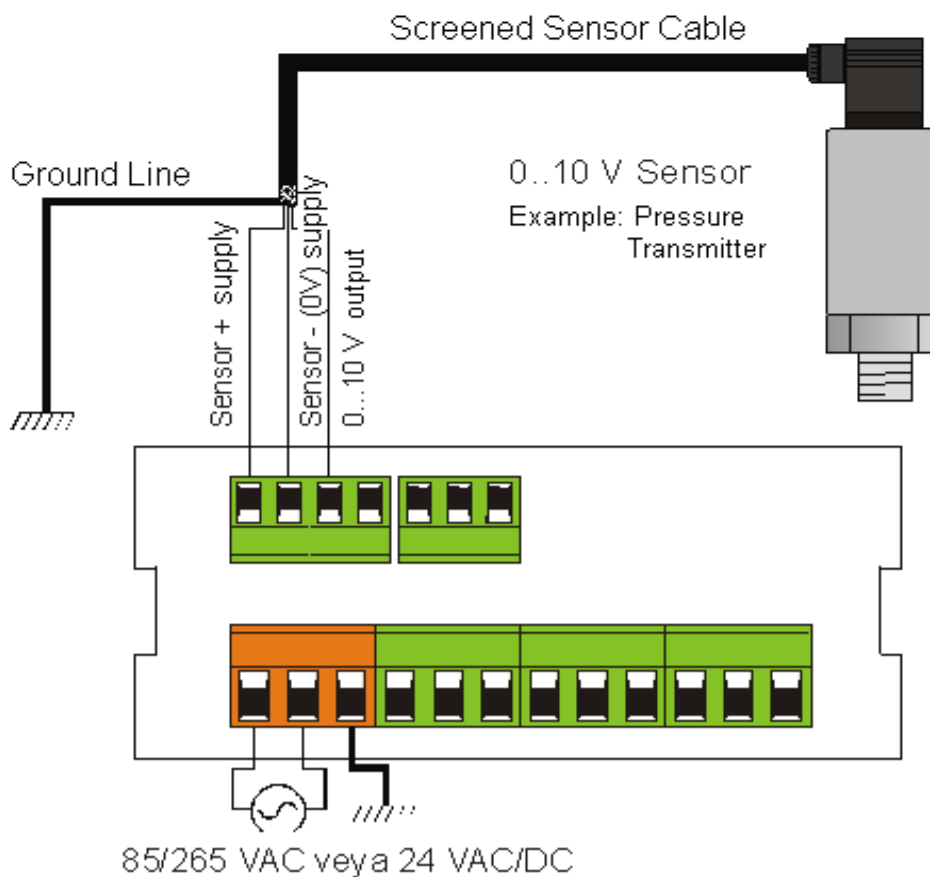 Screened Sensor Cable
Ground Line
0..10 V Sensor
Example: Pressure
Transmitter
Sensor + supply
Sensor - (0V) supply
0...10 V output
85/265 VAC veya 24 VAC/DC